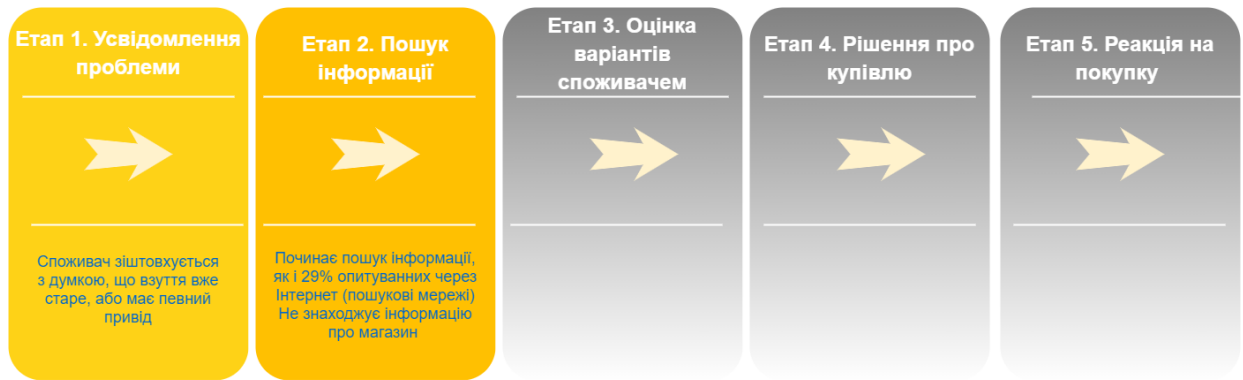 Етап 1. Усвідомлення
проблеми
Споживач зіштовхується
з думкою, що взуття вже
старе, або має певний
привід
Етап 2. Пошук
інформації
Починає пошук інформації,
як і 29% опитуванних через
Інтернет (пошукові мережі)
Не знаходжує інформацію
про магазин
Етап 3. Оцінка
варіантів
споживачем
Етап 4. Рішення про
купівлю
Етап 5. Реакція на
покупку